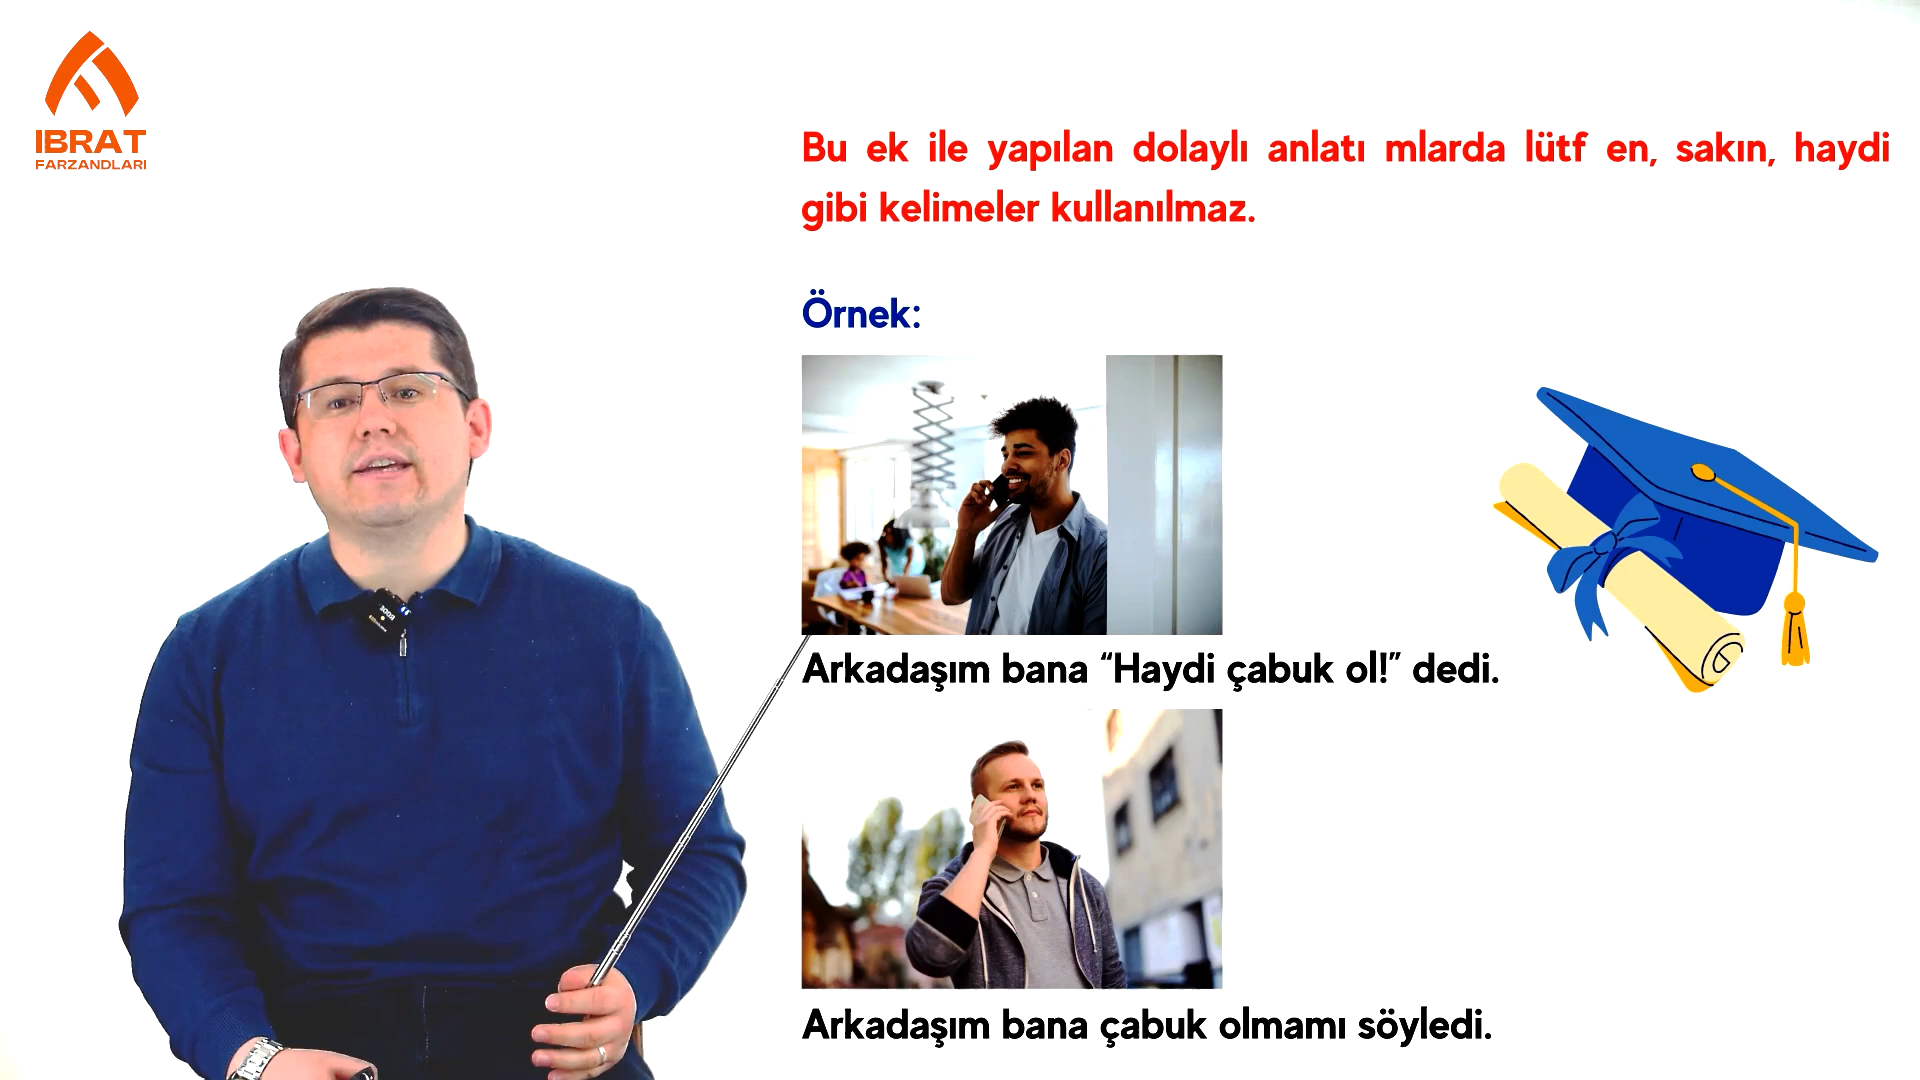 IBRAT
FARZANDLARI
Bu ek ile yapılan dolaylı anlatı mlarda lütf en, sakın, haydi
gibi kelimeler kullanılmaz.
Örnek:
Arkadaşım bana “Haydi çabuk ol!” dedi.
Arkadaşım bana çabuk olmamı söyledi.